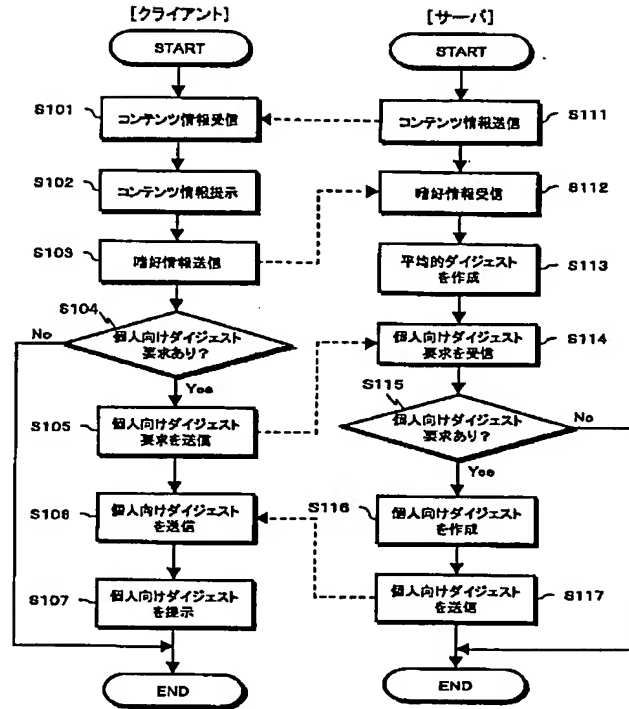 [クライアント]
START
S101
コンテンツ情報受信
S102
コンテンツ情報提示
S103
嗜好情報送信
S104
No
個人向けダイジェスト
要求あり？
Yes
S105
個人向けダイジェスト
要求を送信
S106
個人向けダイジェスト
を送信
S107
個人向けダイジェスト
を提示
END
[サーバ]
START
コンテンツ情報送信
S111
嗜好情報受信
S112
平均的ダイジェスト
を作成
S113
個人向けダイジェスト
要求を受信
S114
S115
個人向けダイジェスト
要求あり？
No
Yes
S116
個人向けダイジェスト
を作成
個人向けダイジェスト
を送信
S117
END